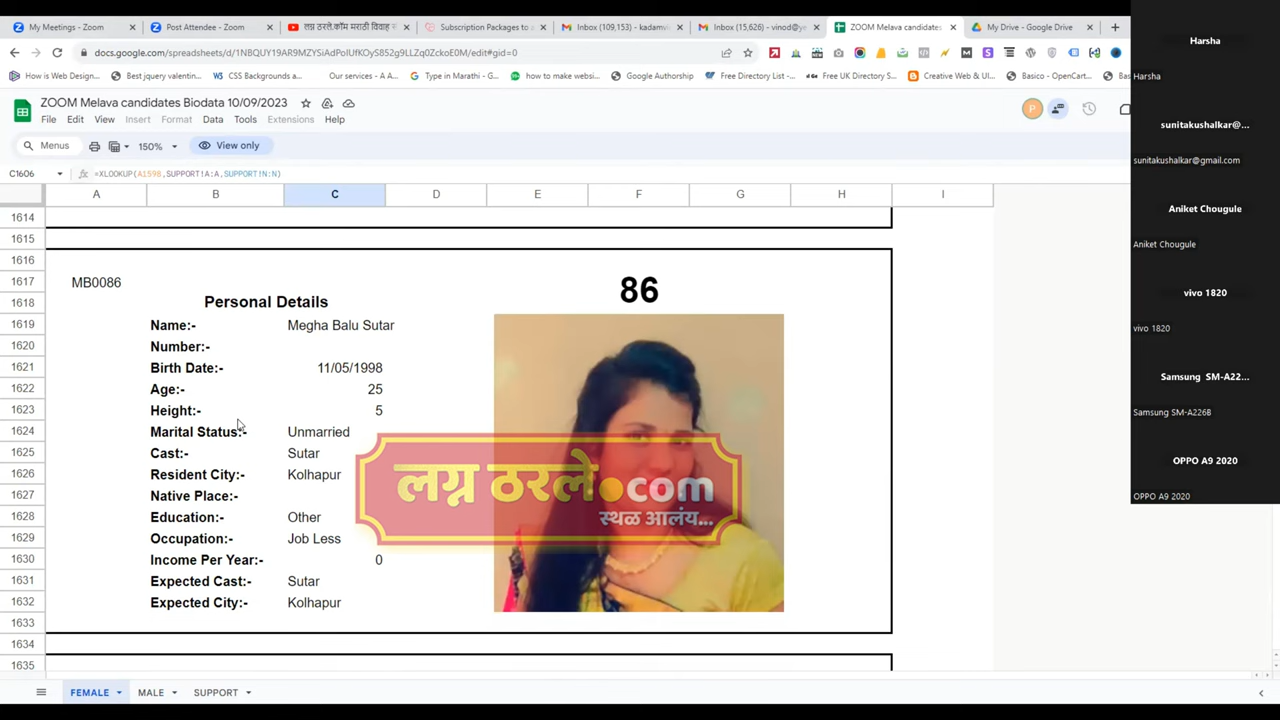 My Meetings - Zoom
Post Attendee - Zoom
लग्न ठरले.कॉम मराठी विवाह
Subscription Packages to
Inbox (109,153) - kadamvi
Inbox (15,626) - vinod@ye
ZOOM Melava candidates
My Drive - Google Drive
docs.google.com/spreadsheets/d/1NBQUY19AR9MZYSiAdPoIUfKOyS852g9LLZq0ZckoE0M/edit#gid=0
How is Web Design...
Best jquery valentin...
CSS Backgrounds a...
Our services - A A...
Type in Marathi - G...
how to make websi...
Google Authorship
Free Directory List -...
Free UK Directory S...
Creative Web & UI...
Basico - OpenCart...
ZOOM Melava candidates Biodata 10/09/2023
File Edit View Insert Format Data Tools Extensions Help
P
Menus
150%
View only
C1606
=XLOOKUP(A1598,SUPPORT!A:A,SUPPORT!N:N)
A B C D E F G H I
1614
1615
1616
1617 MB0086 86
1618 Personal Details
1619 Name:- Megha Balu Sutar
1620 Number:-
1621 Birth Date:- 11/05/1998
1622 Age:- 25
1623 Height:- 5
1624 Marital Status:- Unmarried
1625 Cast:- Sutar
1626 Resident City:- Kolhapur
1627 Native Place:-
1628 Education:- Other
1629 Occupation:- Job Less
1630 Income Per Year:- 0
1631 Expected Cast:- Sutar
1632 Expected City:- Kolhapur
1633
1634
1635
लग्न ठरले.com
स्थळ आलंय...
FEMALE MALE SUPPORT
Harsha
Harsha
sunitakushalkar@...
sunitakushalkar@gmail.com
Aniket Chougule
Aniket Chougule
vivo 1820
vivo 1820
Samsung SM-A22...
Samsung SM-A226B
OPPO A9 2020
OPPO A9 2020